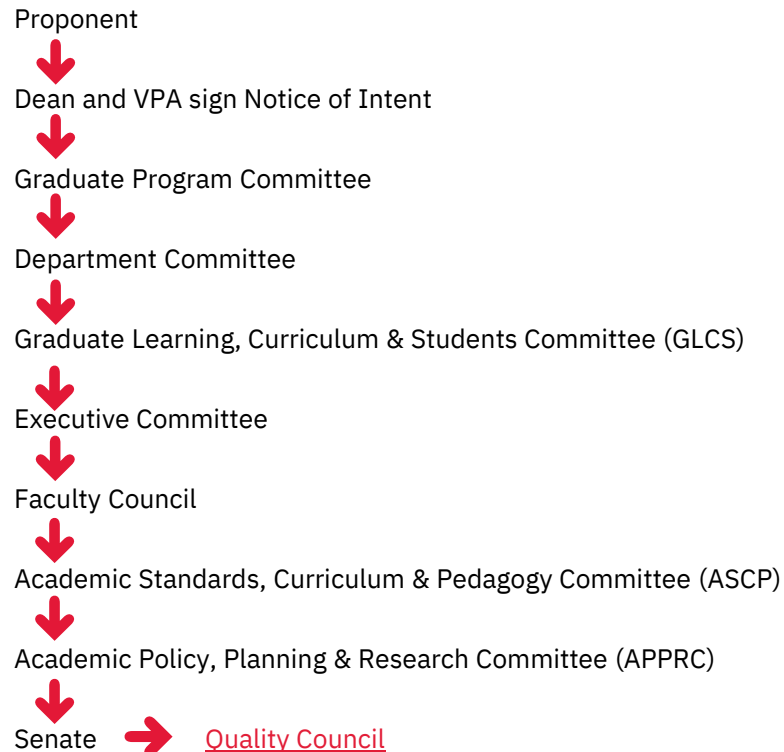 Proponent
Dean and VPA sign Notice of Intent
Graduate Program Committee
Department Committee
Graduate Learning, Curriculum & Students Committee (GLCS)
Executive Committee
Faculty Council
Academic Standards, Curriculum & Pedagogy Committee (ASCP)
Academic Policy, Planning & Research Committee (APPRC)
Senate Quality Council